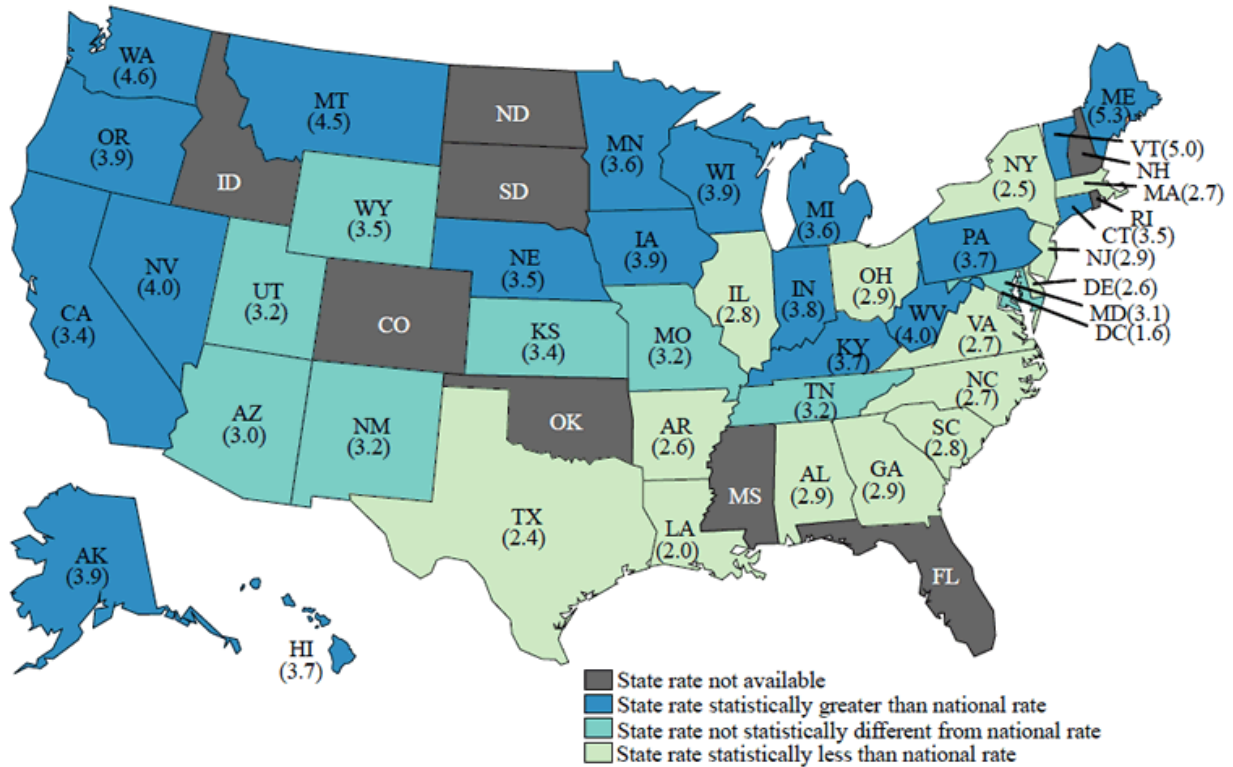 WA
(4.6)
MT
(4.5)
ND
ME
(5.3)
OR
(3.9)
MN
(3.6)
VT(5.0)
ID
SD
WI
(3.9)
NY
(2.5)
NH
MA(2.7)
WY
(3.5)
MI
(3.6)
RI
CT(3.5)
IA
(3.9)
PA
(3.7)
NJ(2.9)
NV
(4.0)
NE
(3.5)
OH
(2.9)
DE(2.6)
UT
(3.2)
IL
(2.8)
IN
(3.8)
MD(3.1)
CA
(3.4)
CO
WV
(4.0)
DC(1.6)
KS
(3.4)
MO
(3.2)
VA
(2.7)
KY
(3.7)
NC
(2.7)
TN
(3.2)
AZ
(3.0)
NM
(3.2)
OK
AR
(2.6)
SC
(2.8)
MS
AL
(2.9)
GA
(2.9)
TX
(2.4)
LA
(2.0)
AK
(3.9)
FL
HI
(3.7)
State rate not available
State rate statistically greater than national rate
State rate not statistically different from national rate
State rate statistically less than national rate